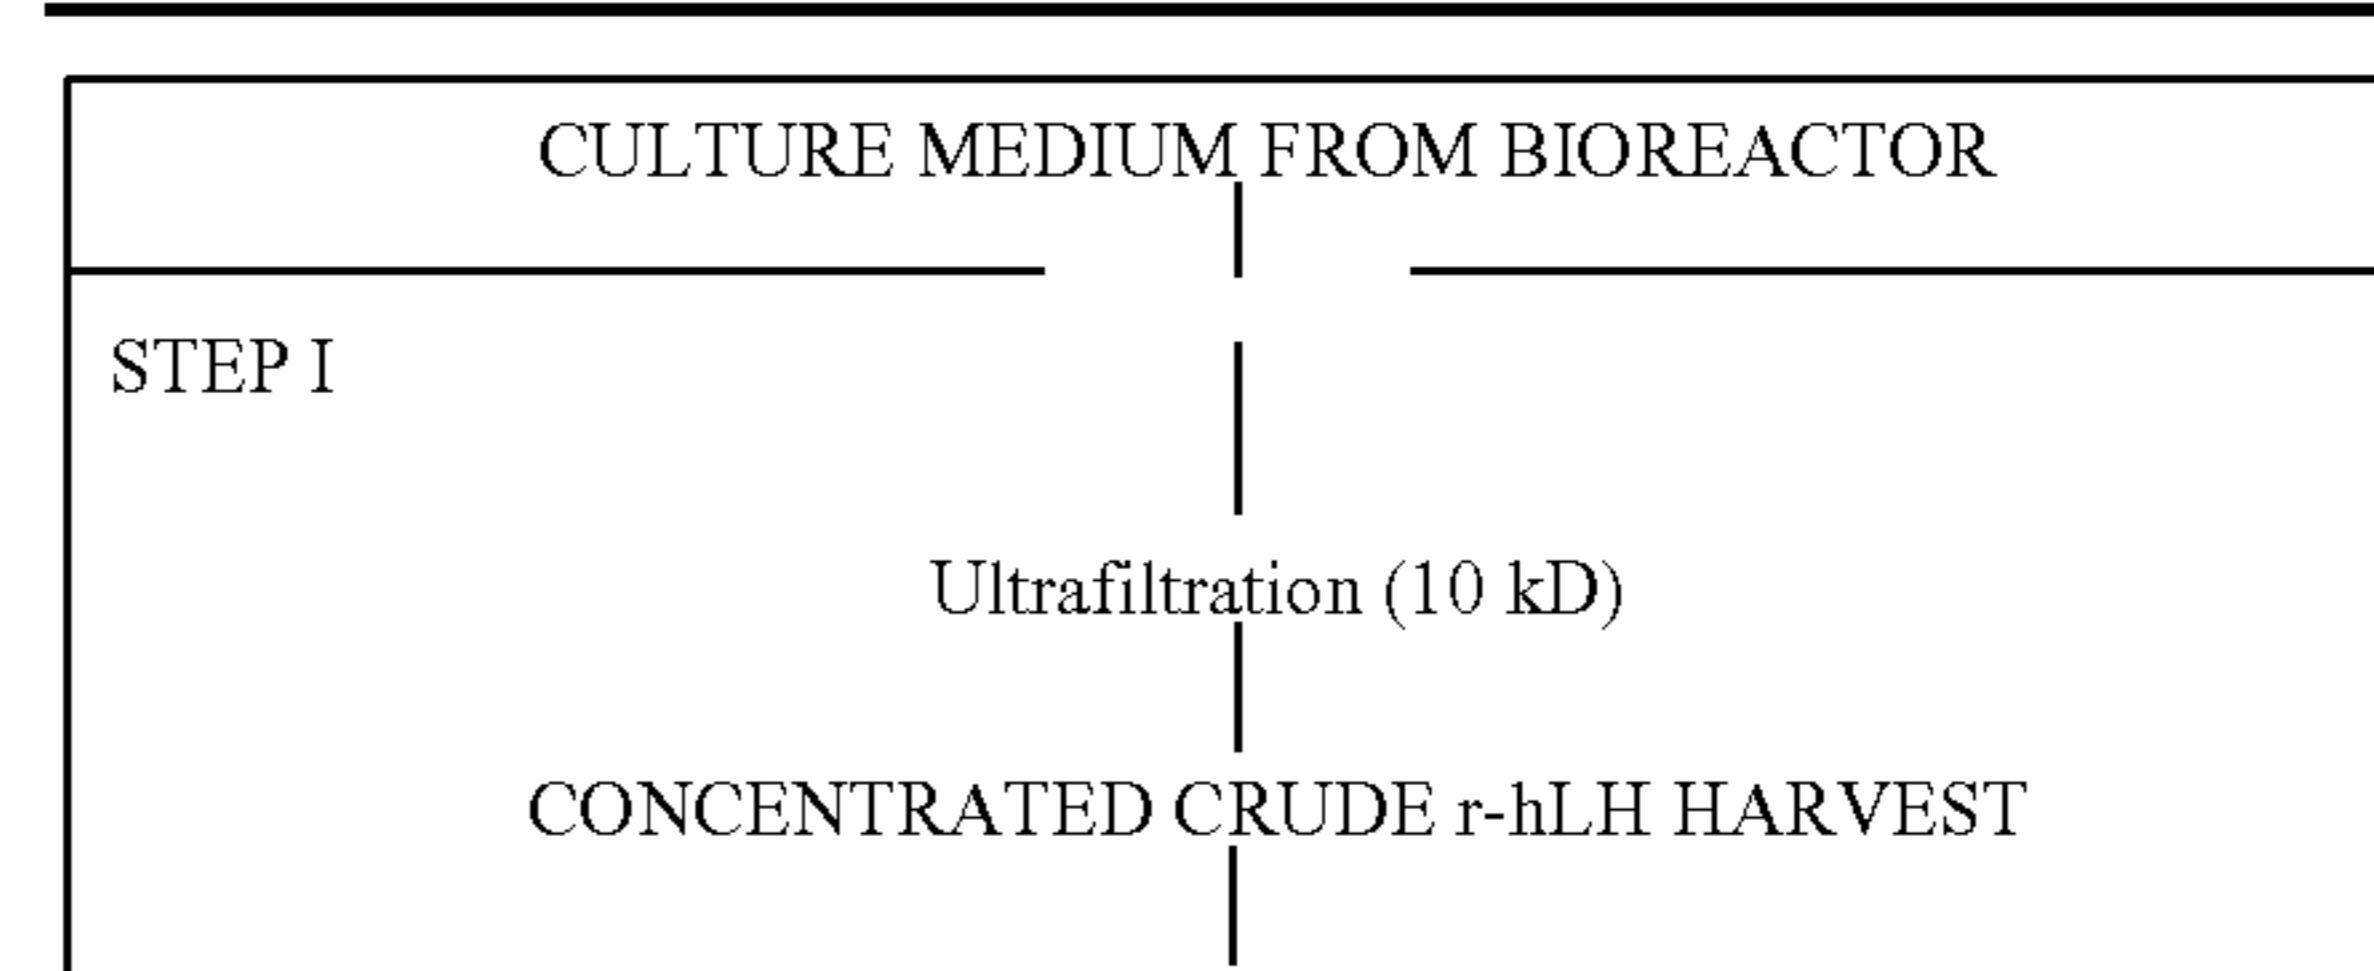 CULTURE MEDIUM FROM BIOREACTOR
STEP I
Ultrafiltration (10 kD)
CONCENTRATED CRUDE r-hLH HARVEST